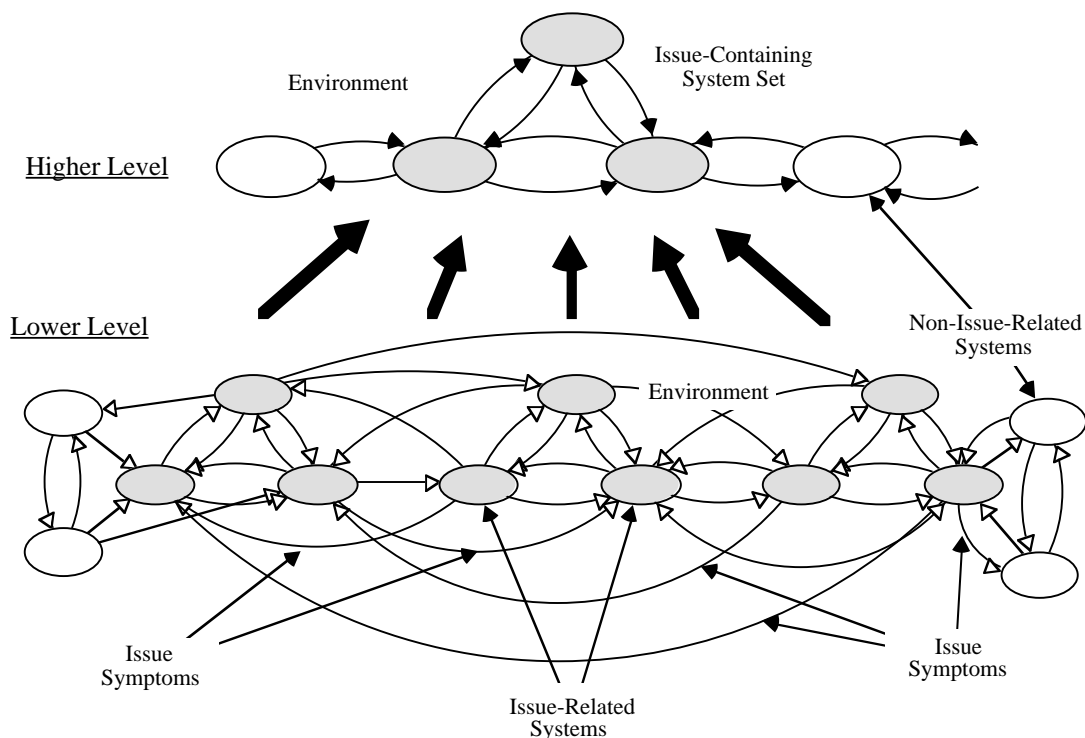 Environment
Issue-Containing
System Set
Higher Level
Lower Level
Non-Issue-Related
Systems
Environment
Issue
Symptoms
Issue-Related
Systems
Issue
Symptoms